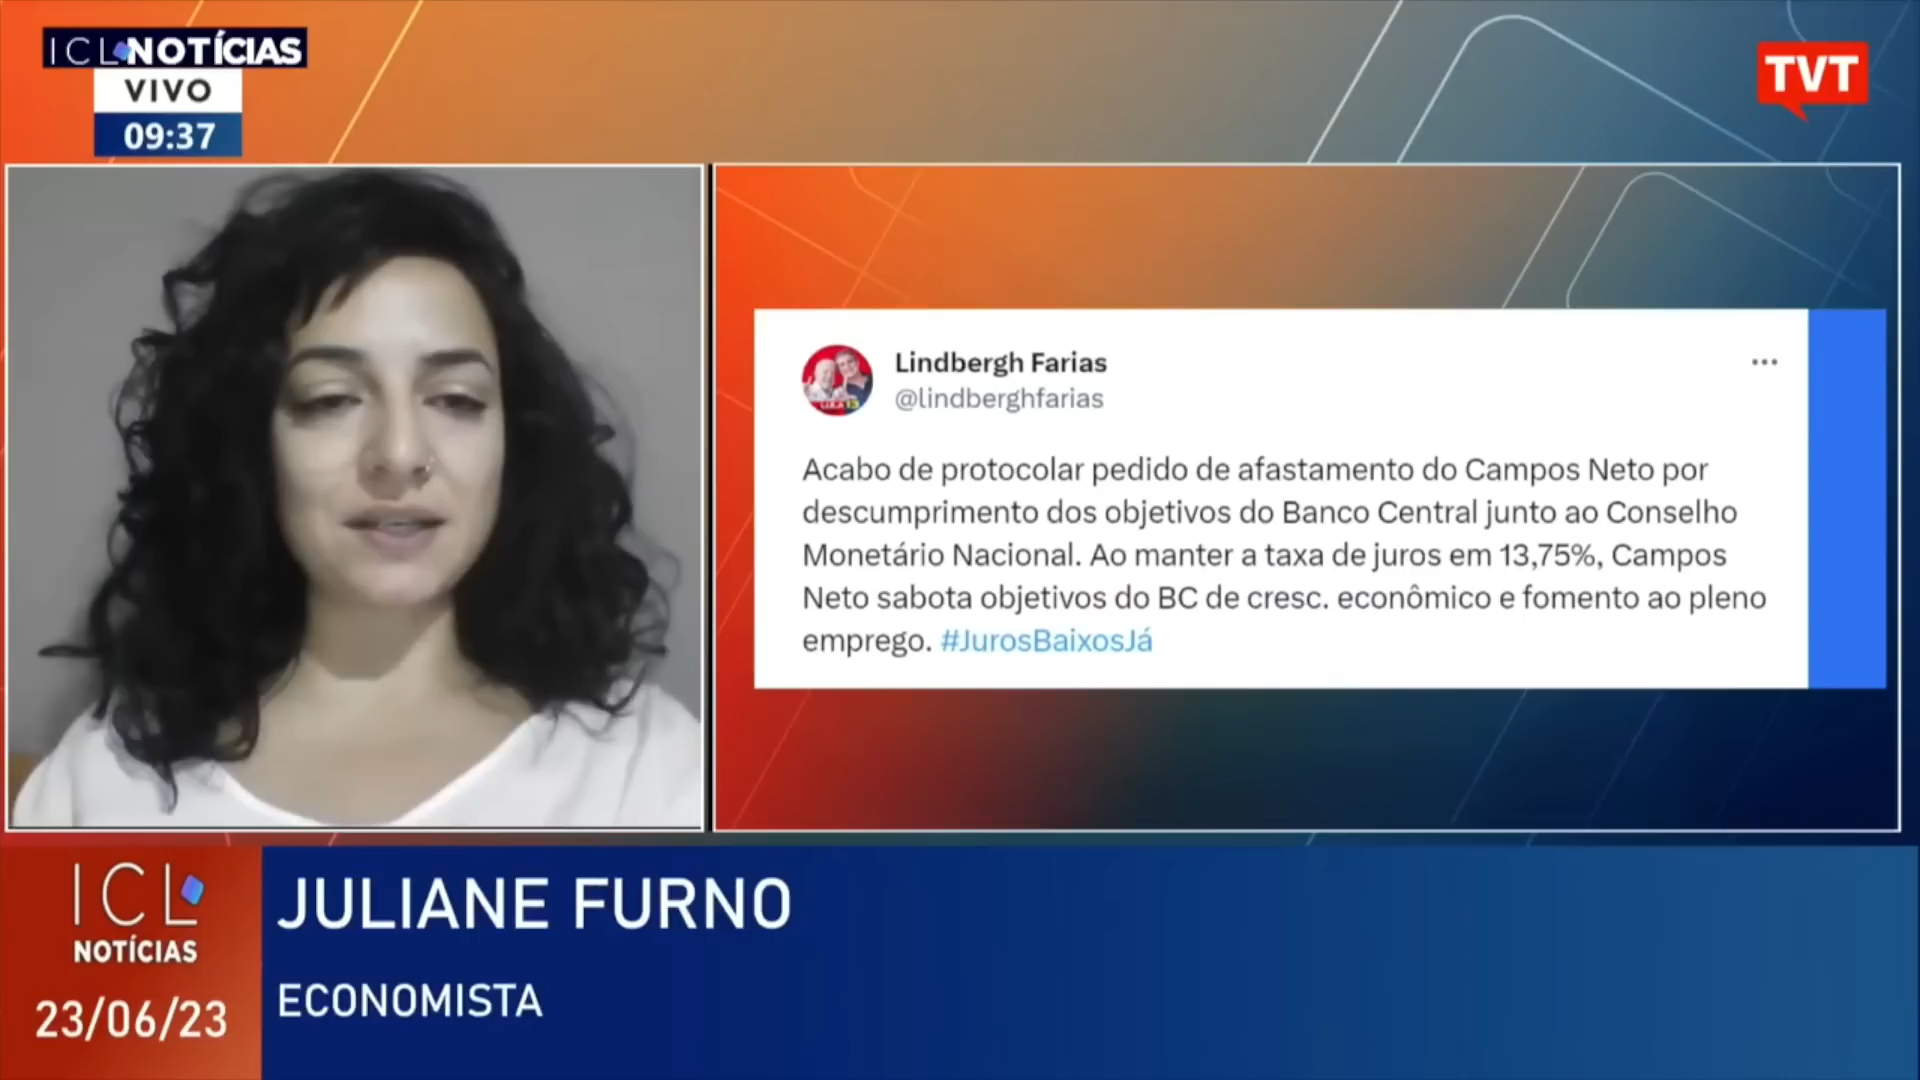 ICL NOTÍCIAS
VIVO
09:37
TVT
Lindbergh Farias
@lindberghfarias
Acabo de protocolar pedido de afastamento do Campos Neto por
descumprimento dos objetivos do Banco Central junto ao Conselho
Monetário Nacional. Ao manter a taxa de juros em 13,75%, Campos
Neto sabota objetivos do BC de cresc. econômico e fomento ao pleno
emprego. #JurosBaixosJá
ICL
NOTÍCIAS
23/06/23
JULIANE FURNO
ECONOMISTA